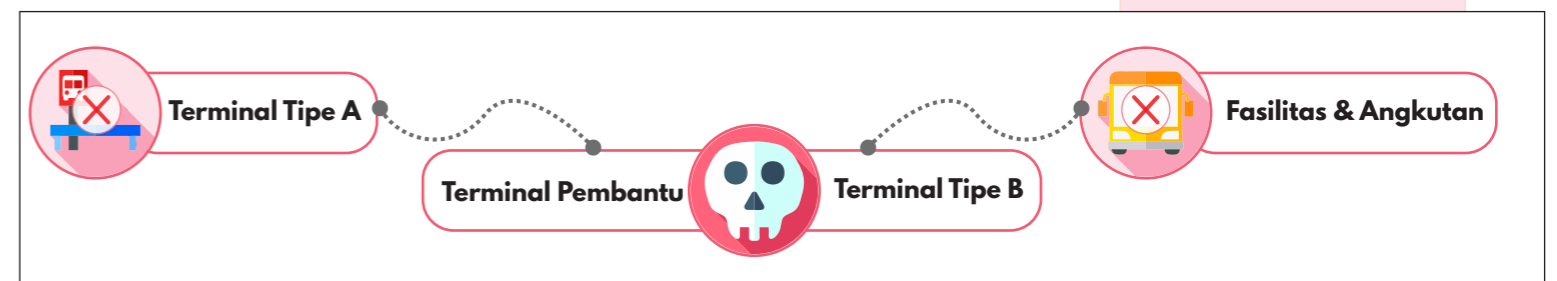 Terminal Tipe A
Terminal Pembantu
Terminal Tipe B
Fasilitas & Angkutan